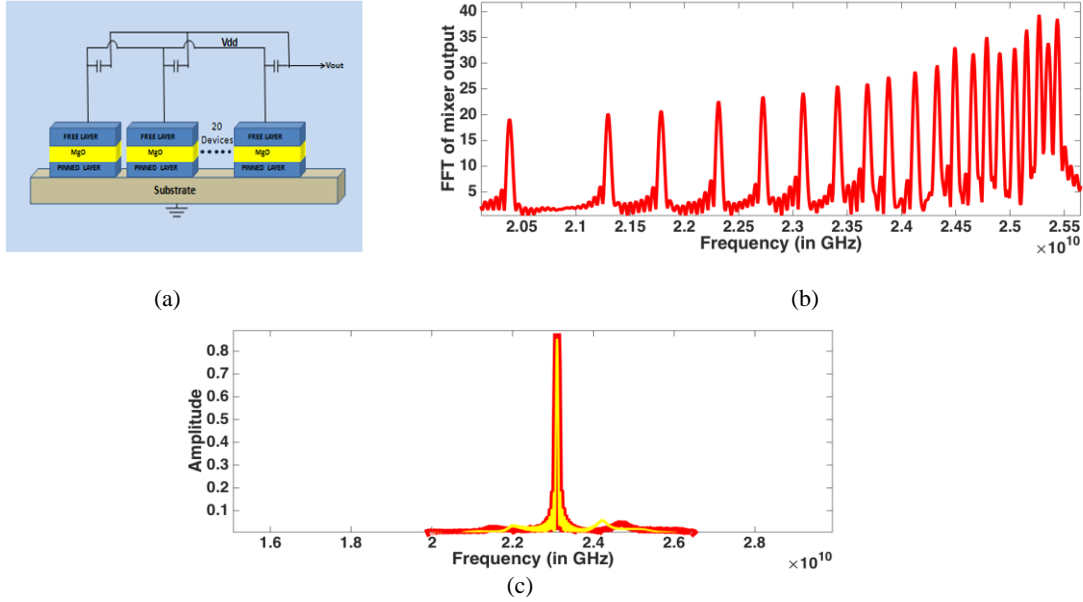 Vdd
Vout
FREE LAYER
FREE LAYER
20
FREE LAYER
MgO
MgO
Devices
MgO
PINNED LAYER
PINNED LAYER
PINNED LAYER
Substrate
(a)
FFT of mixer output
40
35
30
25
20
15
10
5
2.05 2.1 2.15 2.2 2.25 2.3 2.35 2.4 2.45 2.5 2.55
Frequency (in GHz)
×10^10
(b)
Amplitude
0.8
0.7
0.6
0.5
0.4
0.3
0.2
0.1
1.6 1.8 2 2.2 2.4 2.6 2.8
Frequency (in GHz)
×10^10
(c)